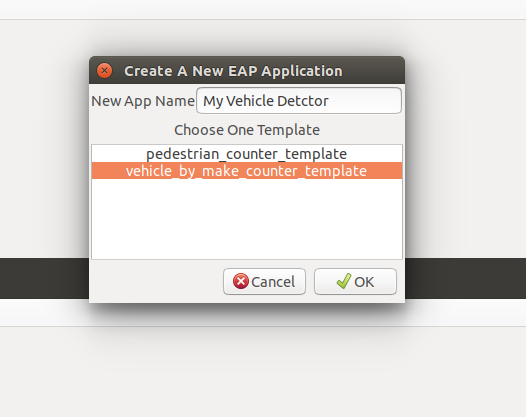 Create A New EAP Application
New App Name My Vehicle Detctor
Choose One Template
pedestrian_counter_template
vehicle_by_make_counter_template
Cancel OK